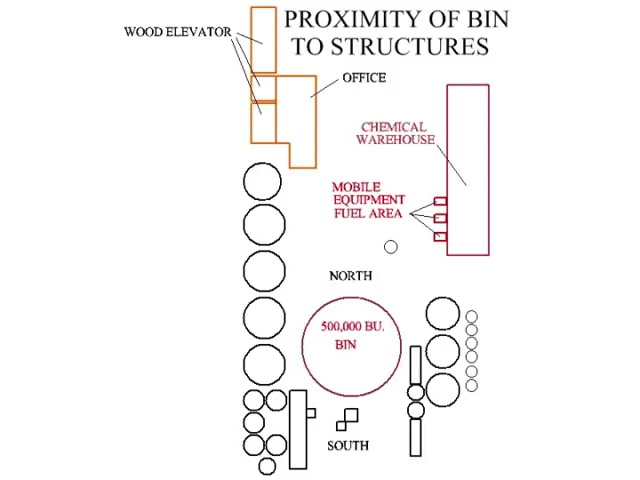 PROXIMITY OF BIN
TO STRUCTURES
WOOD ELEVATOR
OFFICE
CHEMICAL
WAREHOUSE
MOBILE
EQUIPMENT
FUEL AREA
NORTH
500,000 BU.
BIN
SOUTH